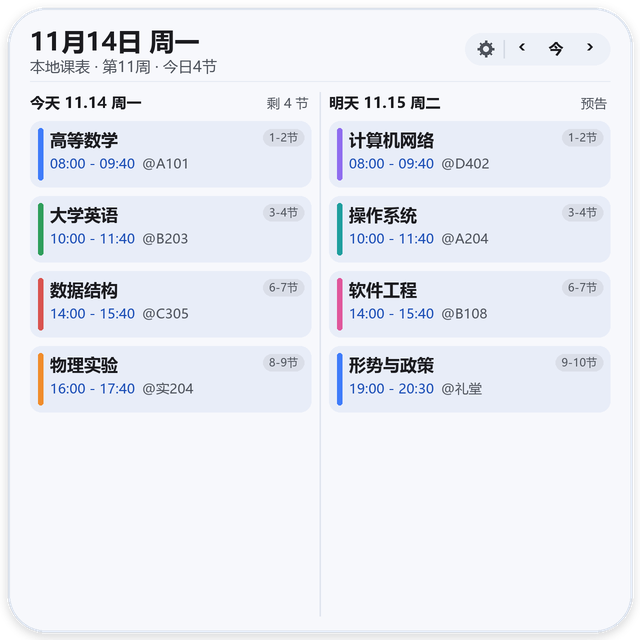 11月14日 周一
本地课表 · 第11周 · 今日4节
今
今天 11.14 周一
剩 4 节
高等数学
1-2节
08:00 - 09:40 @A101
大学英语
3-4节
10:00 - 11:40 @B203
数据结构
6-7节
14:00 - 15:40 @C305
物理实验
8-9节
16:00 - 17:40 @实204
明天 11.15 周二
预告
计算机网络
1-2节
08:00 - 09:40 @D402
操作系统
3-4节
10:00 - 11:40 @A204
软件工程
6-7节
14:00 - 15:40 @B108
形势与政策
9-10节
19:00 - 20:30 @礼堂